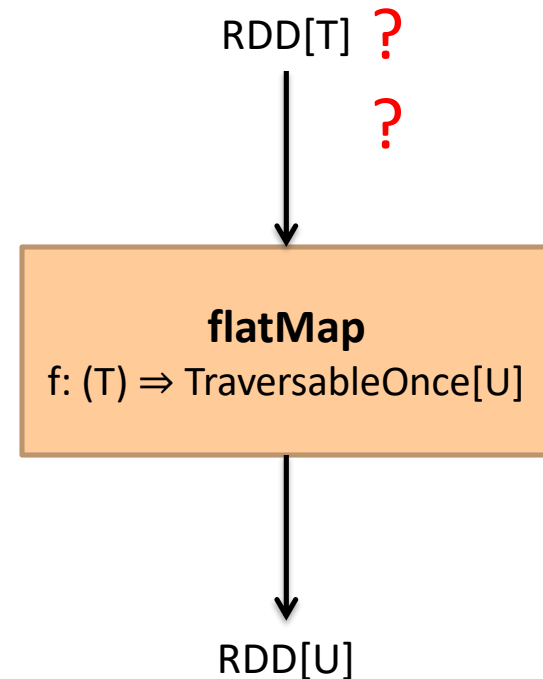 RDD[T] ?
?
flatMap
f: (T) ⇒ TraversableOnce[U]
RDD[U]